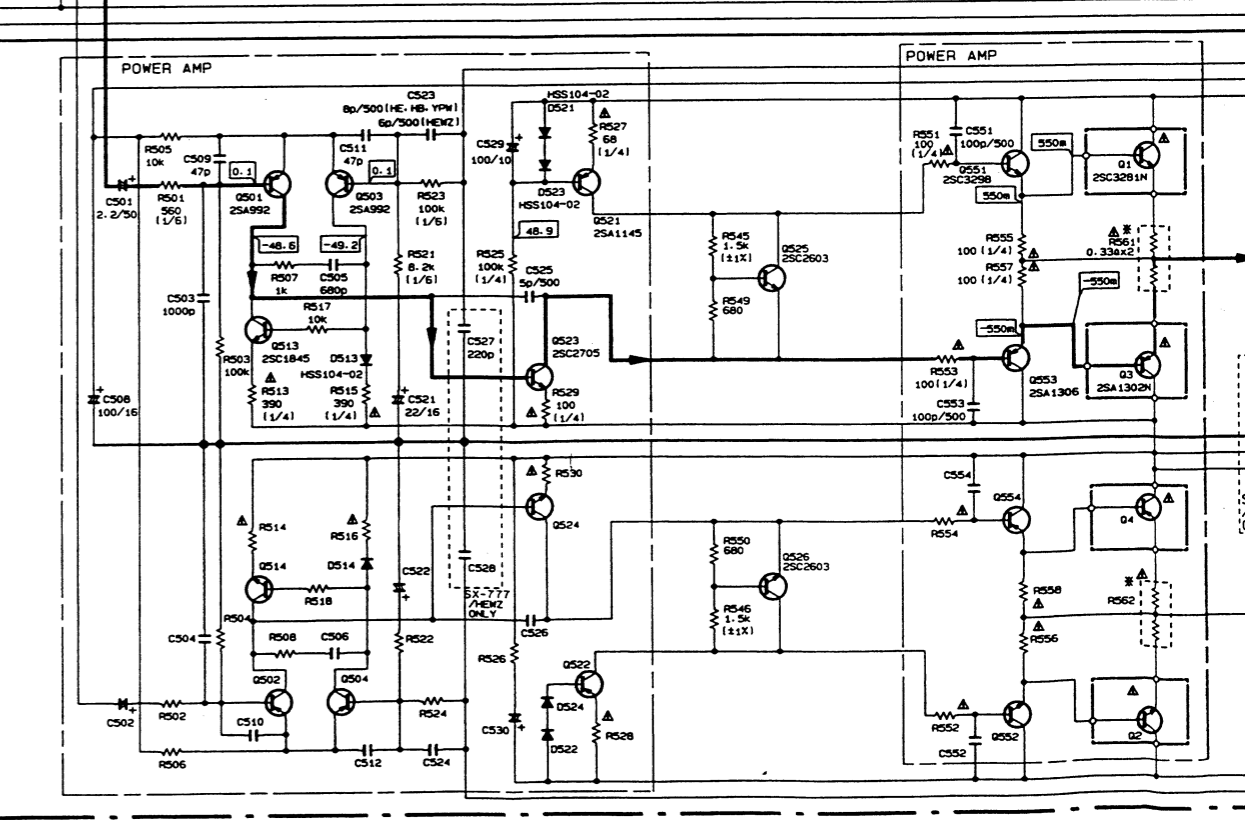 POWER AMP
POWER AMP
C523
8p/500(HE, HB, YPW)
6p/500(HEWZ)
HSS104-02
D521
R505
10k
C509
47p
C511
47p
C529
100/10
R527
68
(1/4)
R551
100
(1/4)
C551
100p/500
550m
Q1
2SC3281N
0.1
0.1
Q551
2SC3298
C501
2.2/50
R501
560
(1/6)
Q501
2SA992
Q503
2SA992
R523
100k
(1/6)
D523
HSS104-02
Q521
2SA1145
550m
-48.6
-49.2
48.9
R545
1.5k
(±1%)
Q525
2SC2603
R555
100(1/4)
R557
100(1/4)
※
R561
0.33Ωx2
R521
8.2k
(1/6)
R525
100k
(1/4)
C525
5p/500
R507
1k
C505
680p
-550m
C503
1000p
R517
10k
R549
680
-550m
Q513
2SC1845
D513
HSS104-02
C527
220p
Q523
2SC2705
R503
100k
R513
390
(1/4)
R515
390
(1/4)
R529
100
(1/4)
R553
100(1/4)
Q553
2SA1306
Q3
2SA1302N
C508
100/16
C521
22/16
C553
100p/500
R514
R516
R530
Q524
C554
R554
Q554
Q4
Q514
D514
R518
C522
C528
R550
680
Q526
2SC2603
SX-777
/HEWZ
ONLY
R558
※
R562
C504
R504
R508
C506
R522
C526
R546
1.5k
(±1%)
R556
R526
Q522
Q502
Q504
D524
C502
R502
C510
R524
C530
D522
R528
R552
C552
Q552
Q2
R506
C512
C524